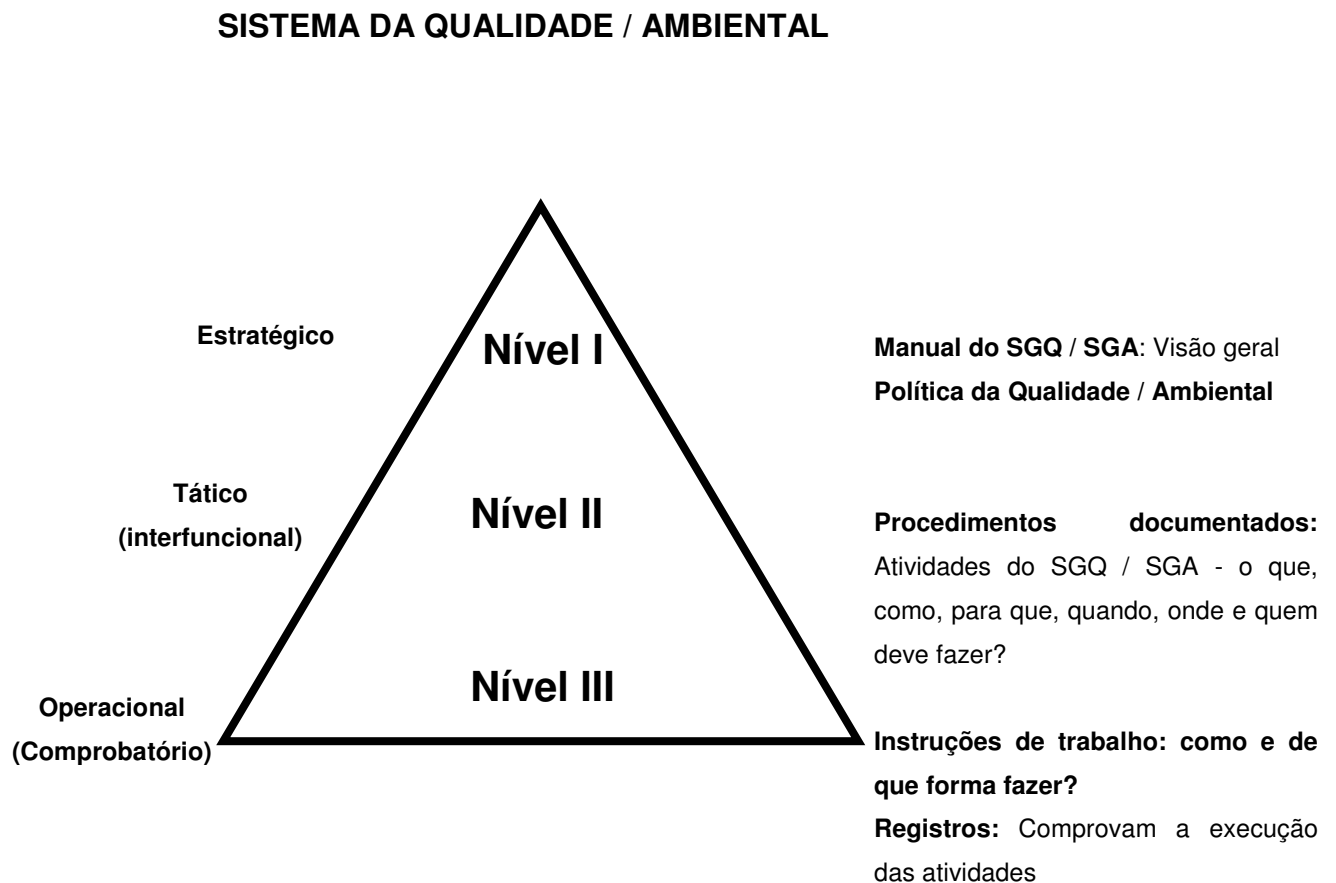 SISTEMA DA QUALIDADE / AMBIENTAL
Estratégico
Nível I
Manual do SGQ / SGA: Visão geral
Política da Qualidade / Ambiental
Tático
(interfuncional)
Nível II
Procedimentos documentados:
Atividades do SGQ / SGA - o que,
como, para que, quando, onde e quem
deve fazer?
Operacional
(Comprobatório)
Nível III
Instruções de trabalho: como e de
que forma fazer?
Registros: Comprovam a execução
das atividades